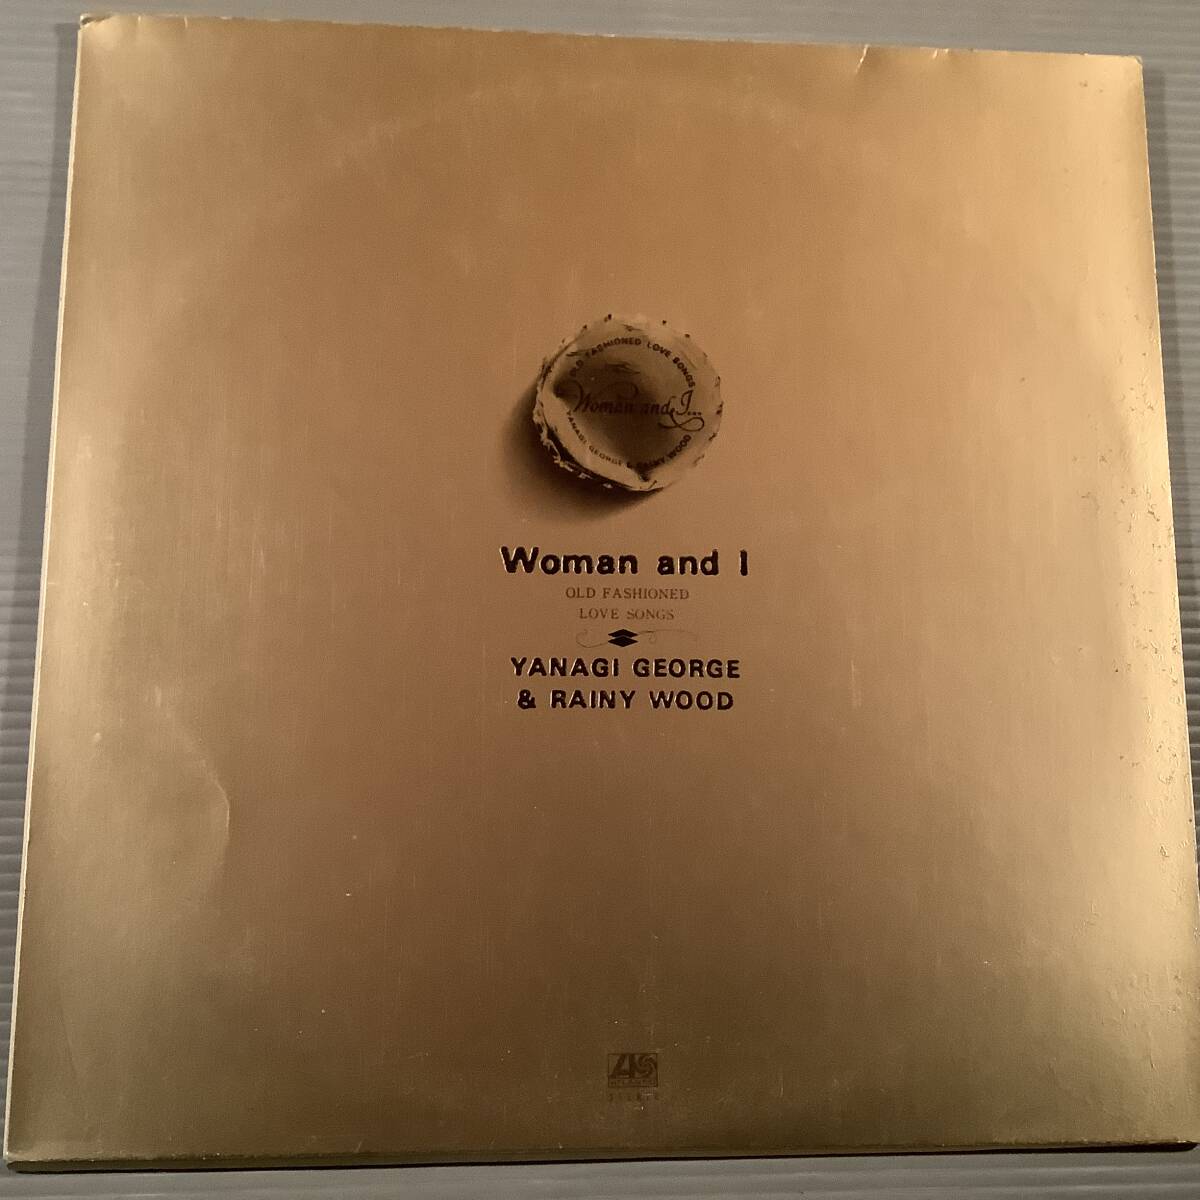 OLD FASHIONED LOVE SONGS
Woman and I...
YANAGI GEORGE & RAINY WOOD
Woman and I
OLD FASHIONED
LOVE SONGS
YANAGI GEORGE
& RAINY WOOD
ATLANTIC